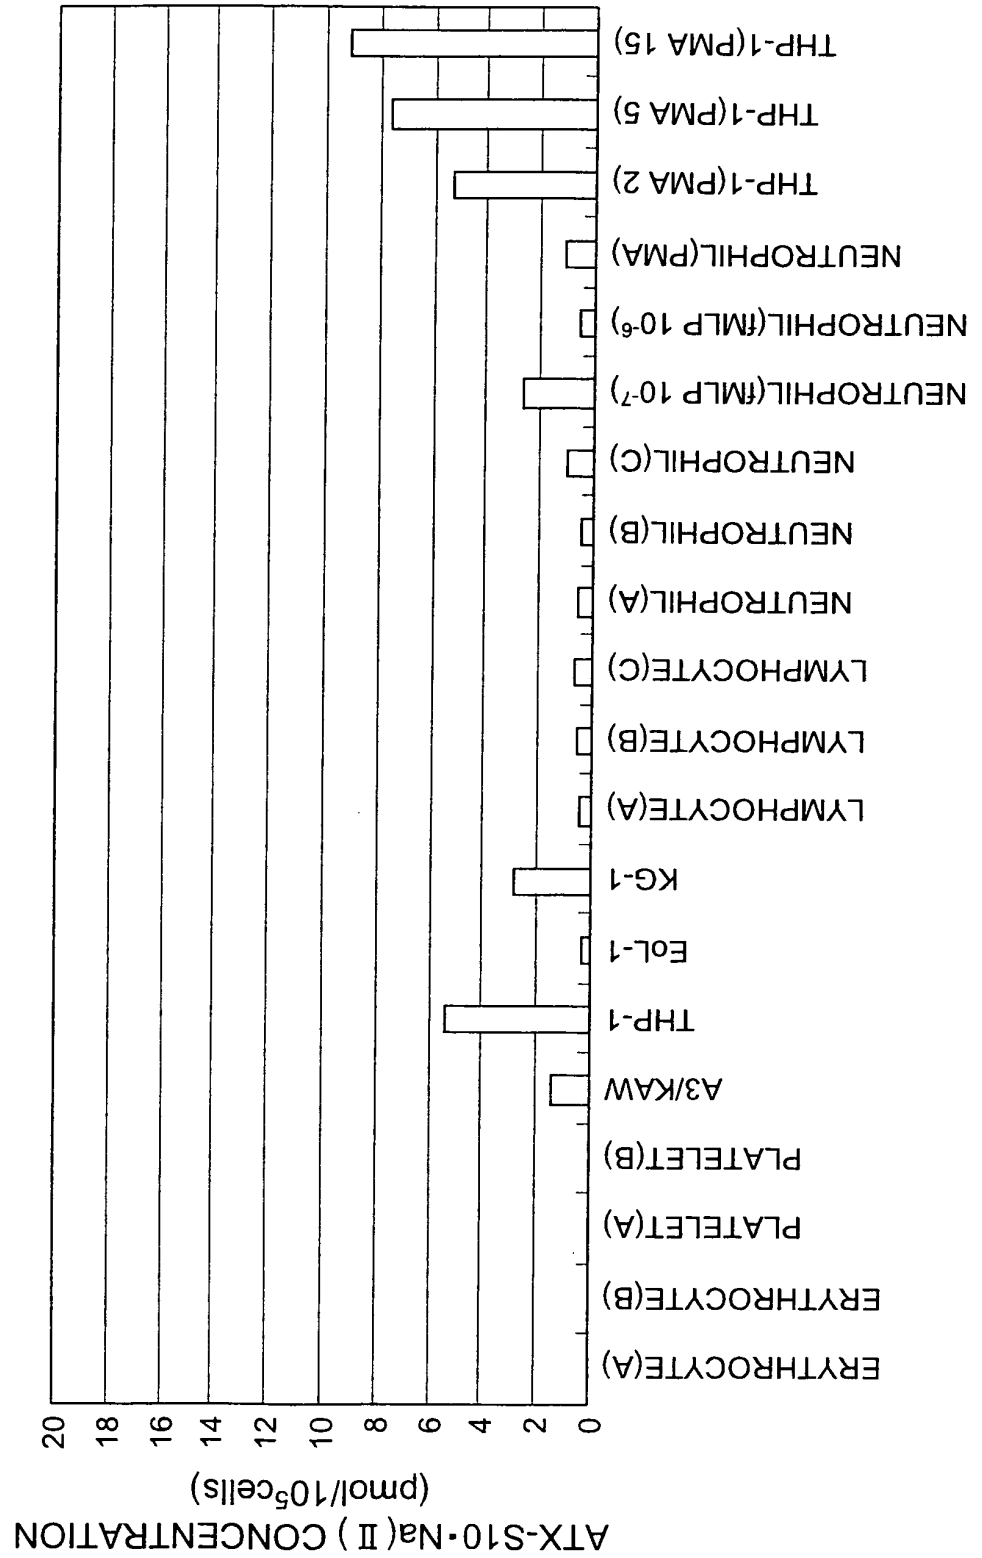 ATX-S10･Na(Ⅱ) CONCENTRATION
(pmol/10⁵cells)
20
18
16
14
12
10
8
6
4
2
0
ERYTHROCYTE(A)
ERYTHROCYTE(B)
PLATELET(A)
PLATELET(B)
A3/KAW
THP-1
EoL-1
KG-1
LYMPHOCYTE(A)
LYMPHOCYTE(B)
LYMPHOCYTE(C)
NEUTROPHIL(A)
NEUTROPHIL(B)
NEUTROPHIL(C)
NEUTROPHIL(fMLP 10⁻⁷)
NEUTROPHIL(fMLP 10⁻⁶)
NEUTROPHIL(PMA)
THP-1(PMA 2)
THP-1(PMA 5)
THP-1(PMA 15)